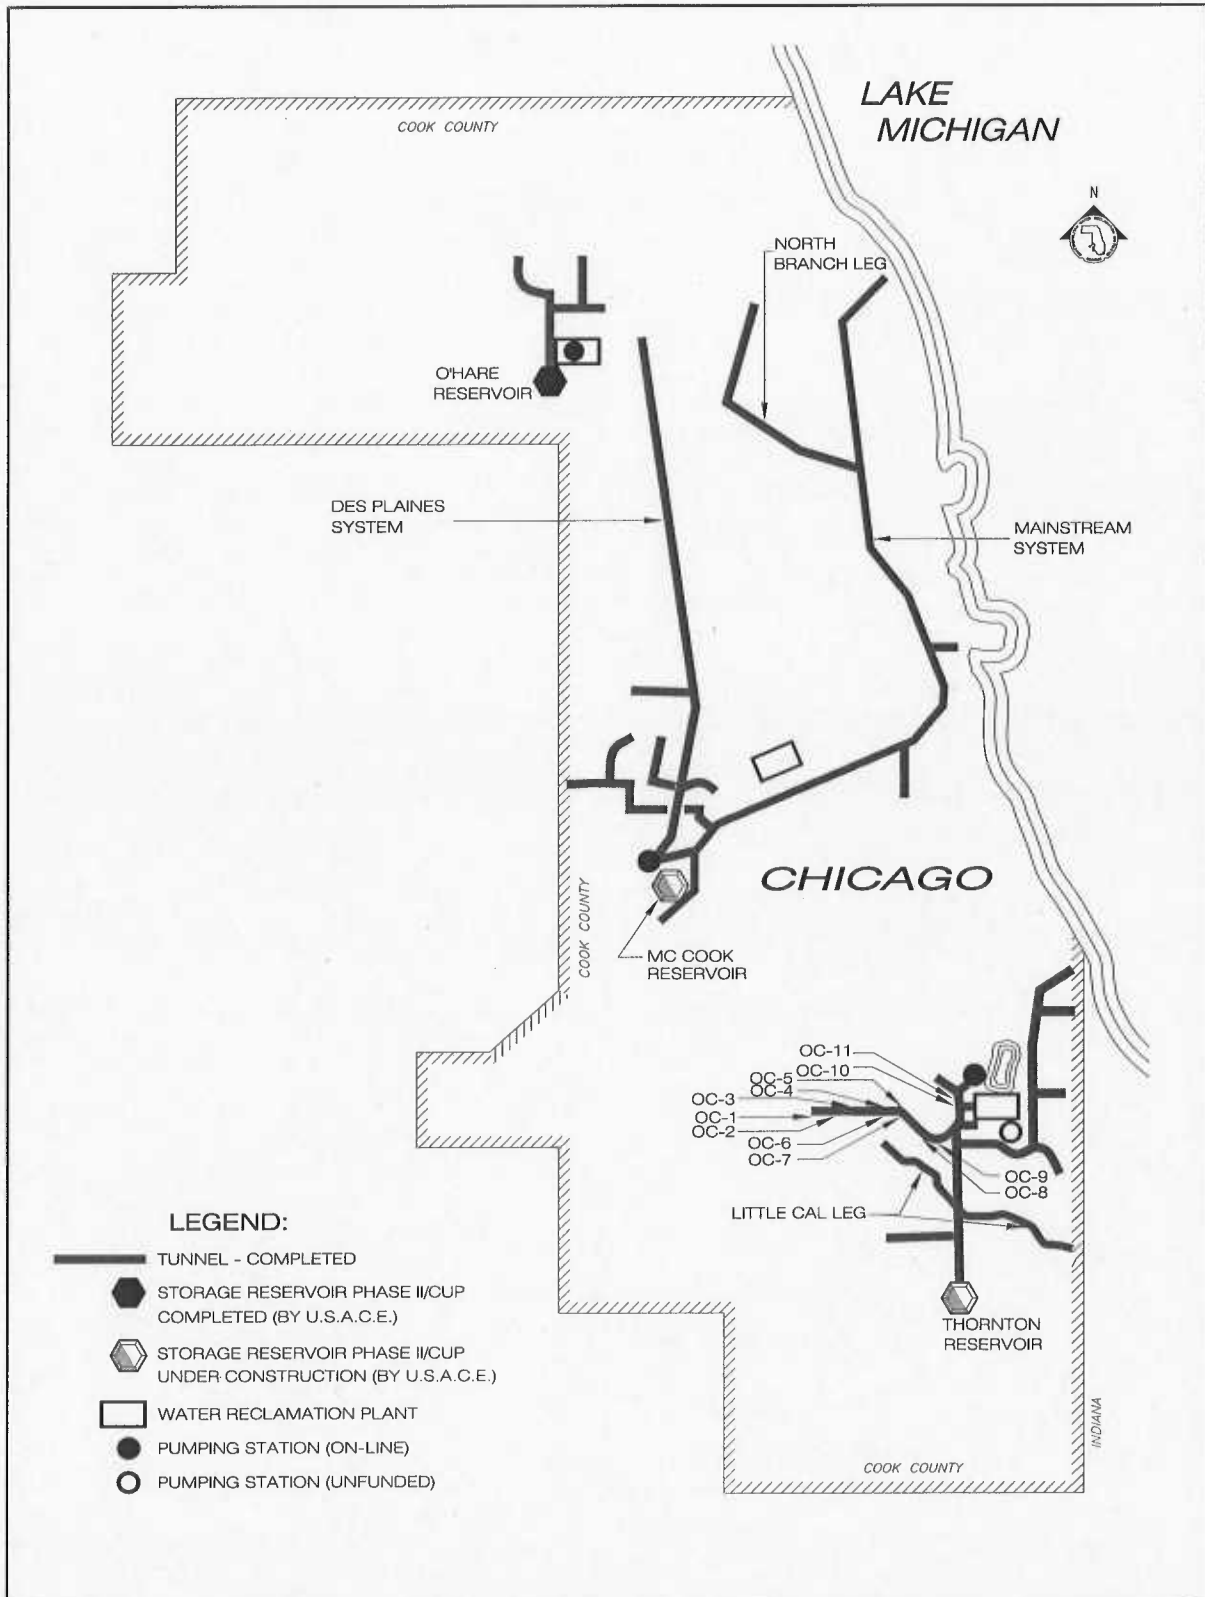 LAKE
MICHIGAN
COOK COUNTY
N
NORTH
BRANCH LEG
O'HARE
RESERVOIR
DES PLAINES
SYSTEM
MAINSTREAM
SYSTEM
CHICAGO
COOK COUNTY
MC COOK
RESERVOIR
OC-11
OC-10
OC-5
OC-4
OC-3
OC-1
OC-2
OC-6
OC-7
OC-9
OC-8
LITTLE CAL LEG
THORNTON
RESERVOIR
INDIANA
COOK COUNTY
LEGEND:
TUNNEL - COMPLETED
STORAGE RESERVOIR PHASE II/CUP
COMPLETED (BY U.S.A.C.E.)
STORAGE RESERVOIR PHASE II/CUP
UNDER CONSTRUCTION (BY U.S.A.C.E.)
WATER RECLAMATION PLANT
PUMPING STATION (ON-LINE)
PUMPING STATION (UNFUNDED)